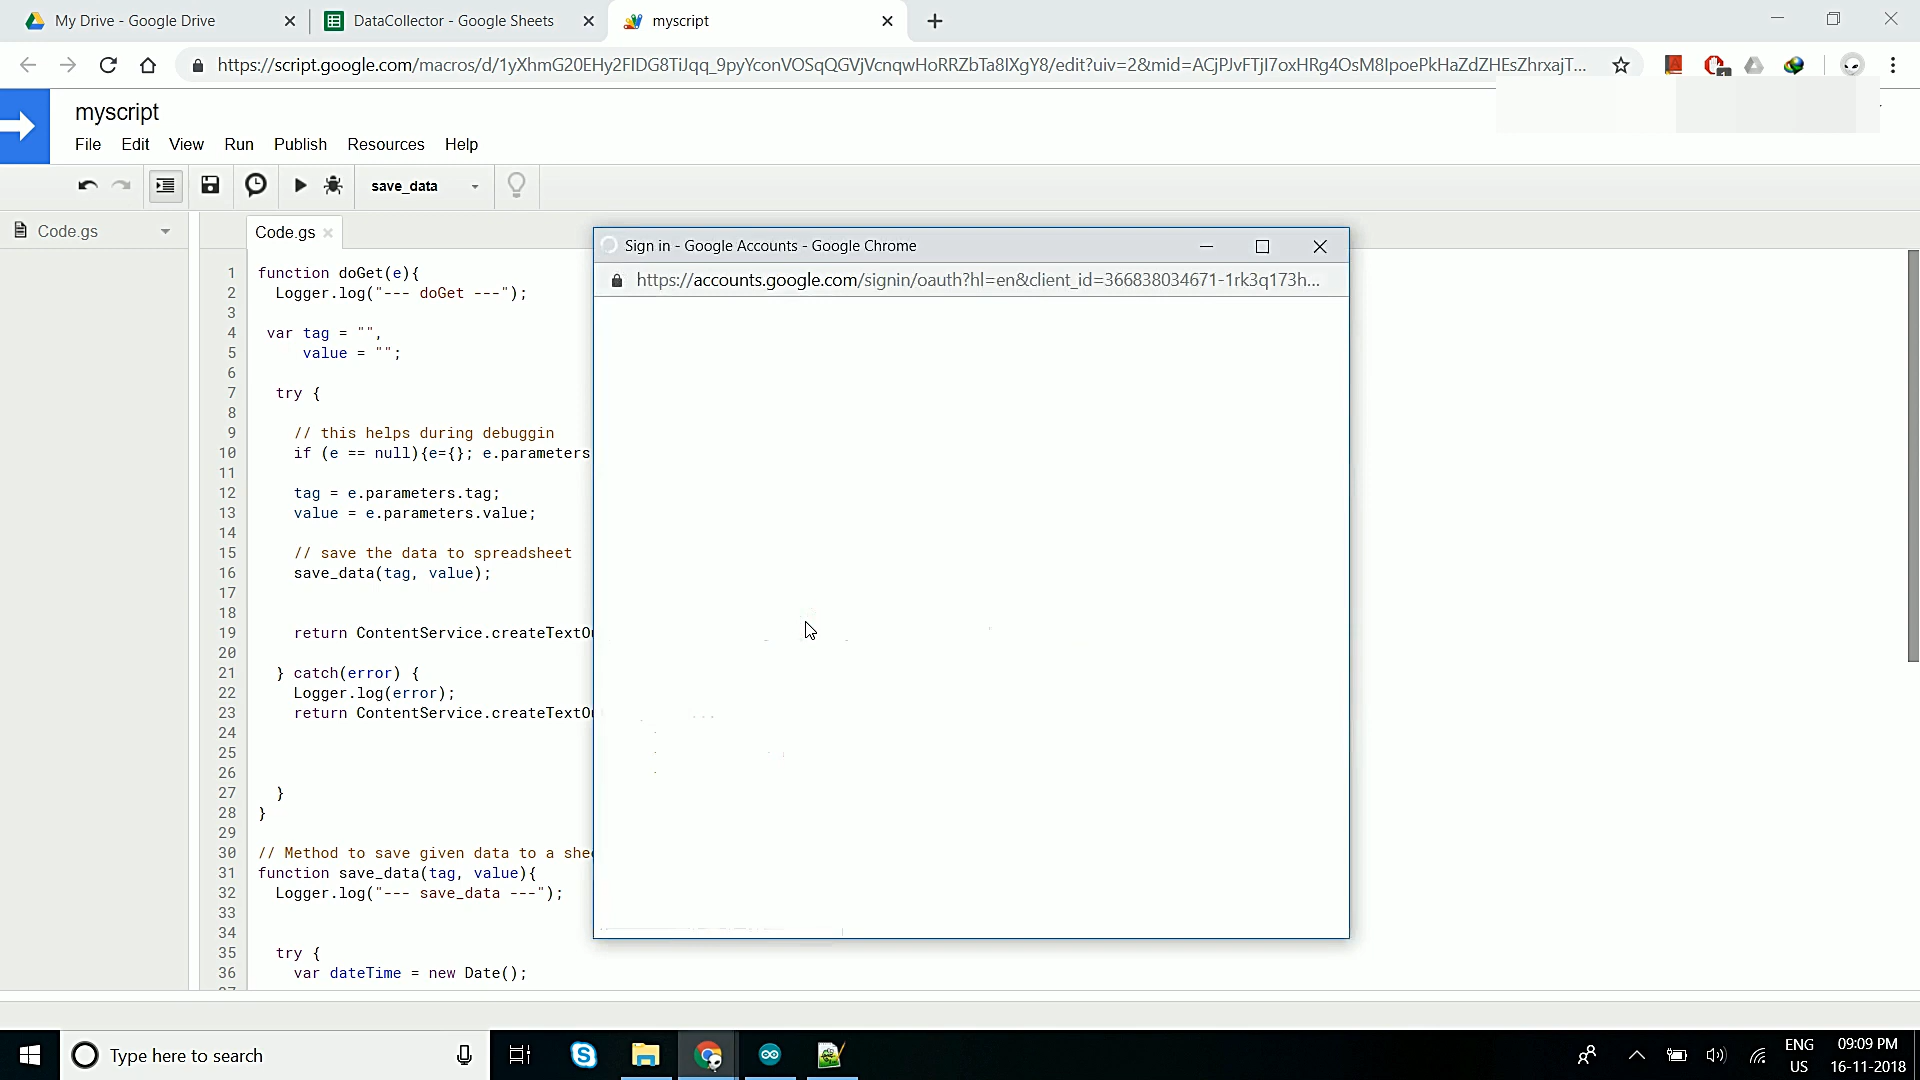 My Drive - Google Drive
DataCollector - Google Sheets
myscript
https://script.google.com/macros/d/1yXhmG20EHy2FIDG8TiJqq_9pyYconVOSqQGVjVcnqwHoRRZbTa8lXgY8/edit?uiv=2&mid=ACjPJvFTjI7oxHRg4OsM8IpoePkHaZdZHEsZhrxajT...
myscript
File Edit View Run Publish Resources Help
save_data
Code.gs
Code.gs
Sign in - Google Accounts - Google Chrome
https://accounts.google.com/signin/oauth?hl=en&client_id=366838034671-1rk3q173h...
1 function doGet(e){
2 Logger.log("--- doGet ---");
3
4 var tag = "",
5 value = "";
6
7 try {
8
9 // this helps during debuggin
10 if (e == null){e={}; e.parameters
11
12 tag = e.parameters.tag;
13 value = e.parameters.value;
14
15 // save the data to spreadsheet
16 save_data(tag, value);
17
18
19 return ContentService.createTextOu
20
21 } catch(error) {
22 Logger.log(error);
23 return ContentService.createTextOu
24
25
26
27 }
28 }
29
30 // Method to save given data to a shee
31 function save_data(tag, value){
32 Logger.log("--- save_data ---");
33
34
35 try {
36 var dateTime = new Date();
Type here to search
ENG
US
09:09 PM
16-11-2018